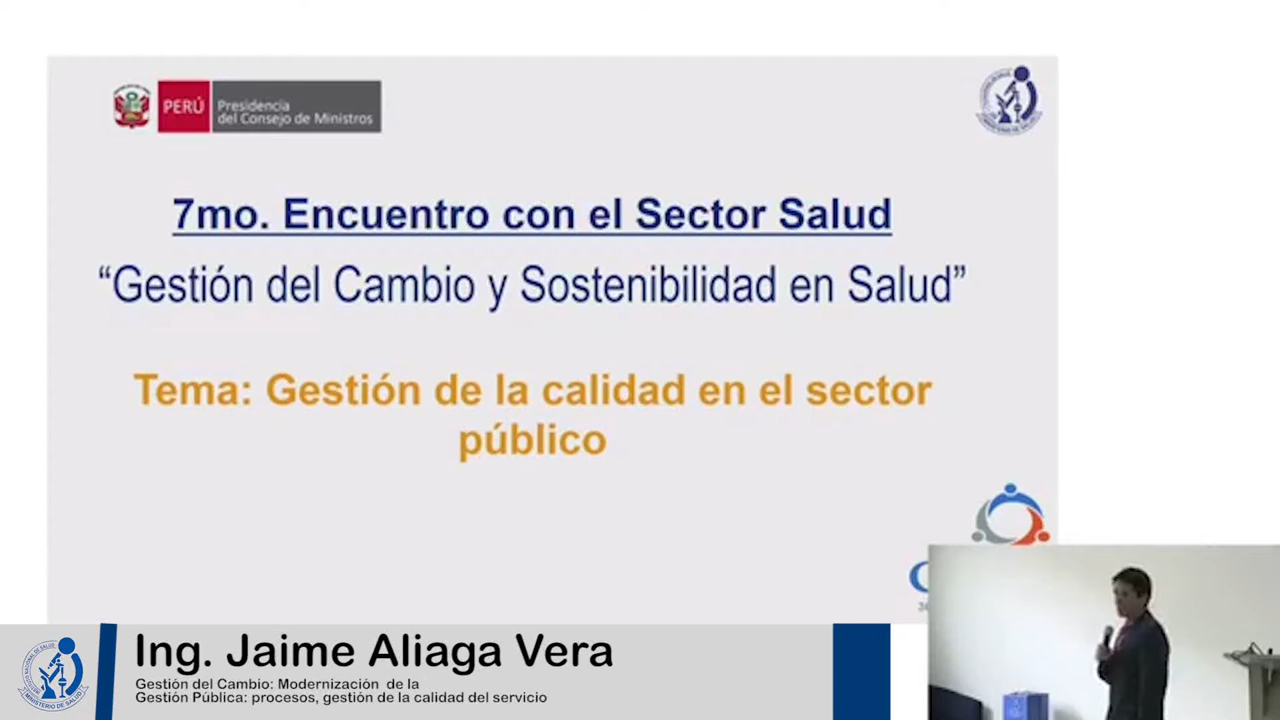 PERÚ
Presidencia
del Consejo de Ministros
7mo. Encuentro con el Sector Salud
“Gestión del Cambio y Sostenibilidad en Salud”
Tema: Gestión de la calidad en el sector
público
Ing. Jaime Aliaga Vera
Gestión del Cambio: Modernización de la
Gestión Pública: procesos, gestión de la calidad del servicio